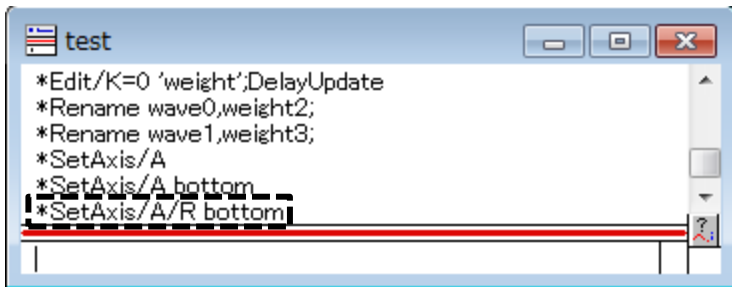 test
*Edit/K=0 'weight';DelayUpdate
*Rename wave0,weight2;
*Rename wave1,weight3;
*SetAxis/A
*SetAxis/A bottom
*SetAxis/A/R bottom